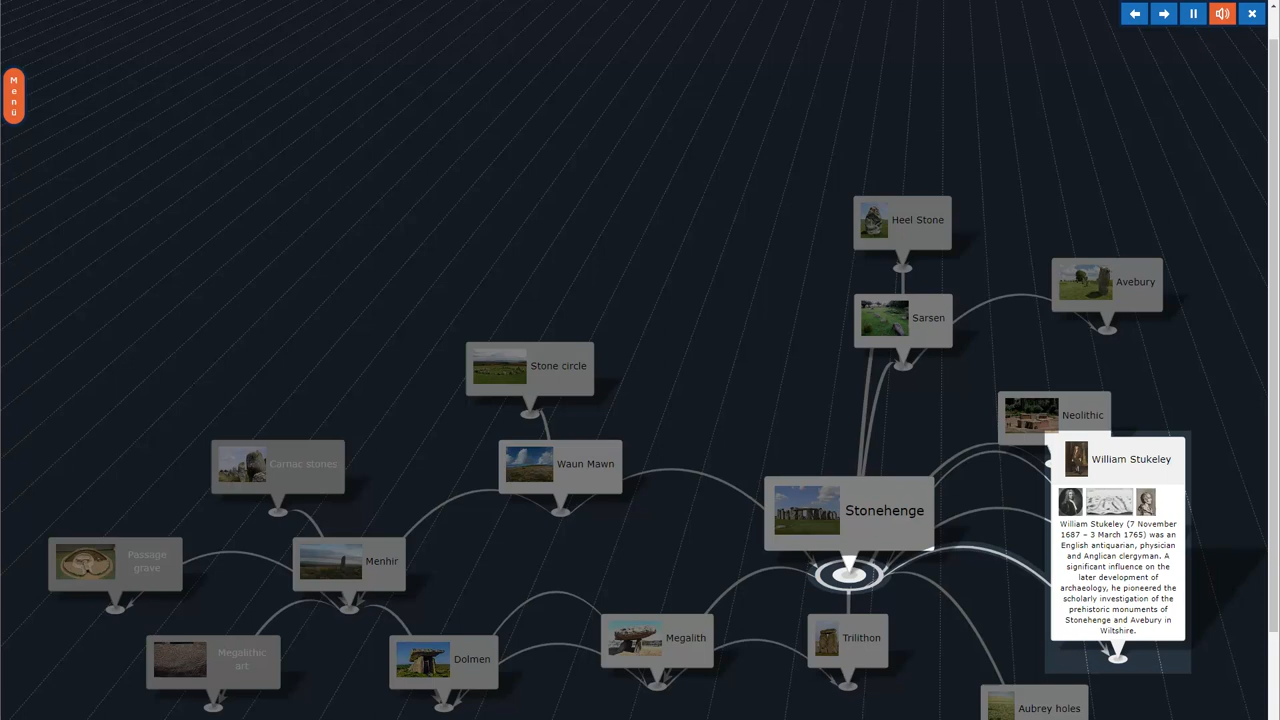 Menü
Heel Stone
Avebury
Sarsen
Stone circle
Neolithic
Carnac stones
Waun Mawn
William Stukeley
Stonehenge
William Stukeley (7 November
1687 – 3 March 1765) was an
English antiquarian, physician
and Anglican clergyman. A
significant influence on the
later development of
archaeology, he pioneered the
scholarly investigation of the
prehistoric monuments of
Stonehenge and Avebury in
Wiltshire.
Passage
grave
Menhir
Megalithic
art
Dolmen
Megalith
Trilithon
Aubrey holes